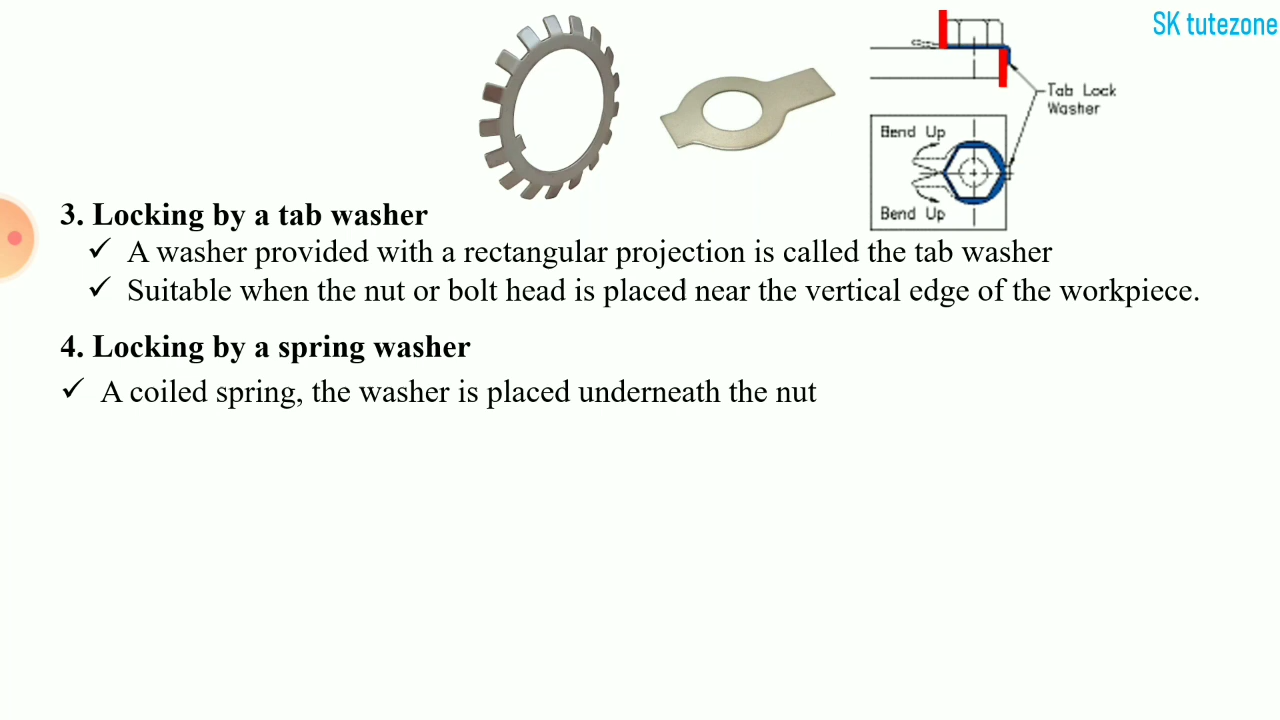 SK tutezone
Tab Lock
Washer
Bend Up
Bend Up
3. Locking by a tab washer
✓ A washer provided with a rectangular projection is called the tab washer
✓ Suitable when the nut or bolt head is placed near the vertical edge of the workpiece.
4. Locking by a spring washer
✓ A coiled spring, the washer is placed underneath the nut